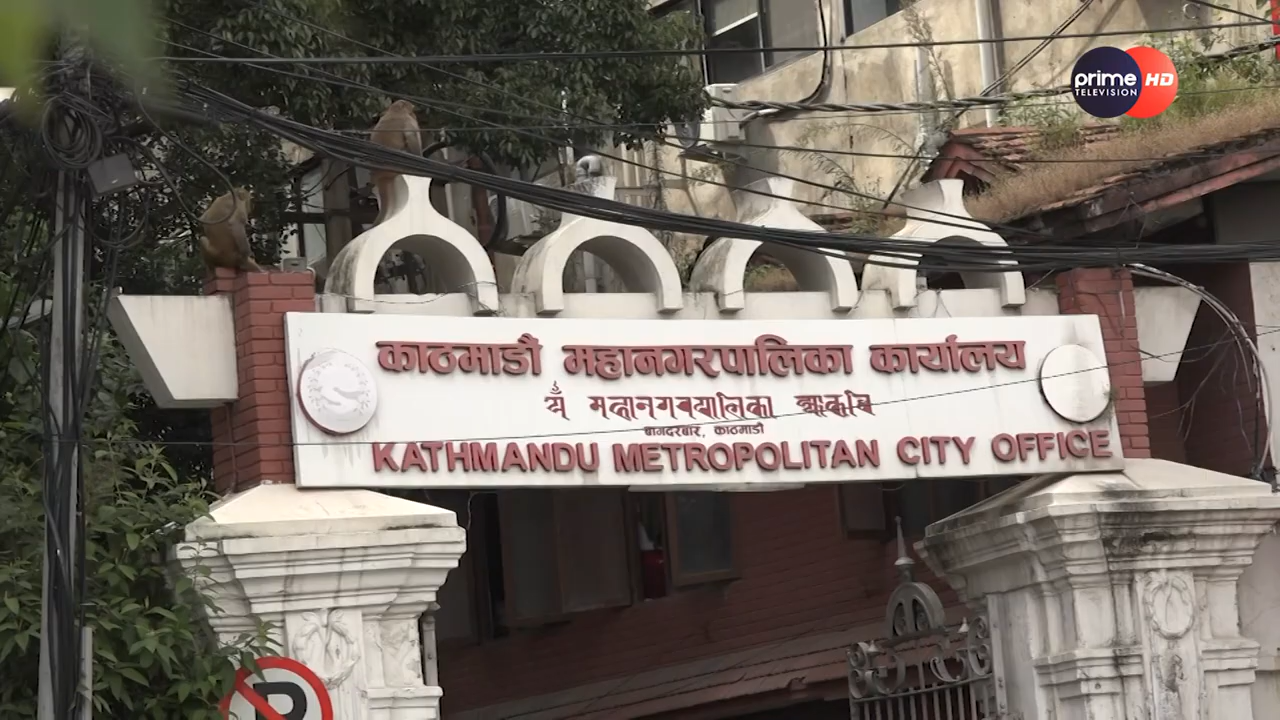 prime HD
TELEVISION
काठमाडौं महानगरपालिका कार्यालय
बागदरबार, काठमाडौं
KATHMANDU METROPOLITAN CITY OFFICE
P